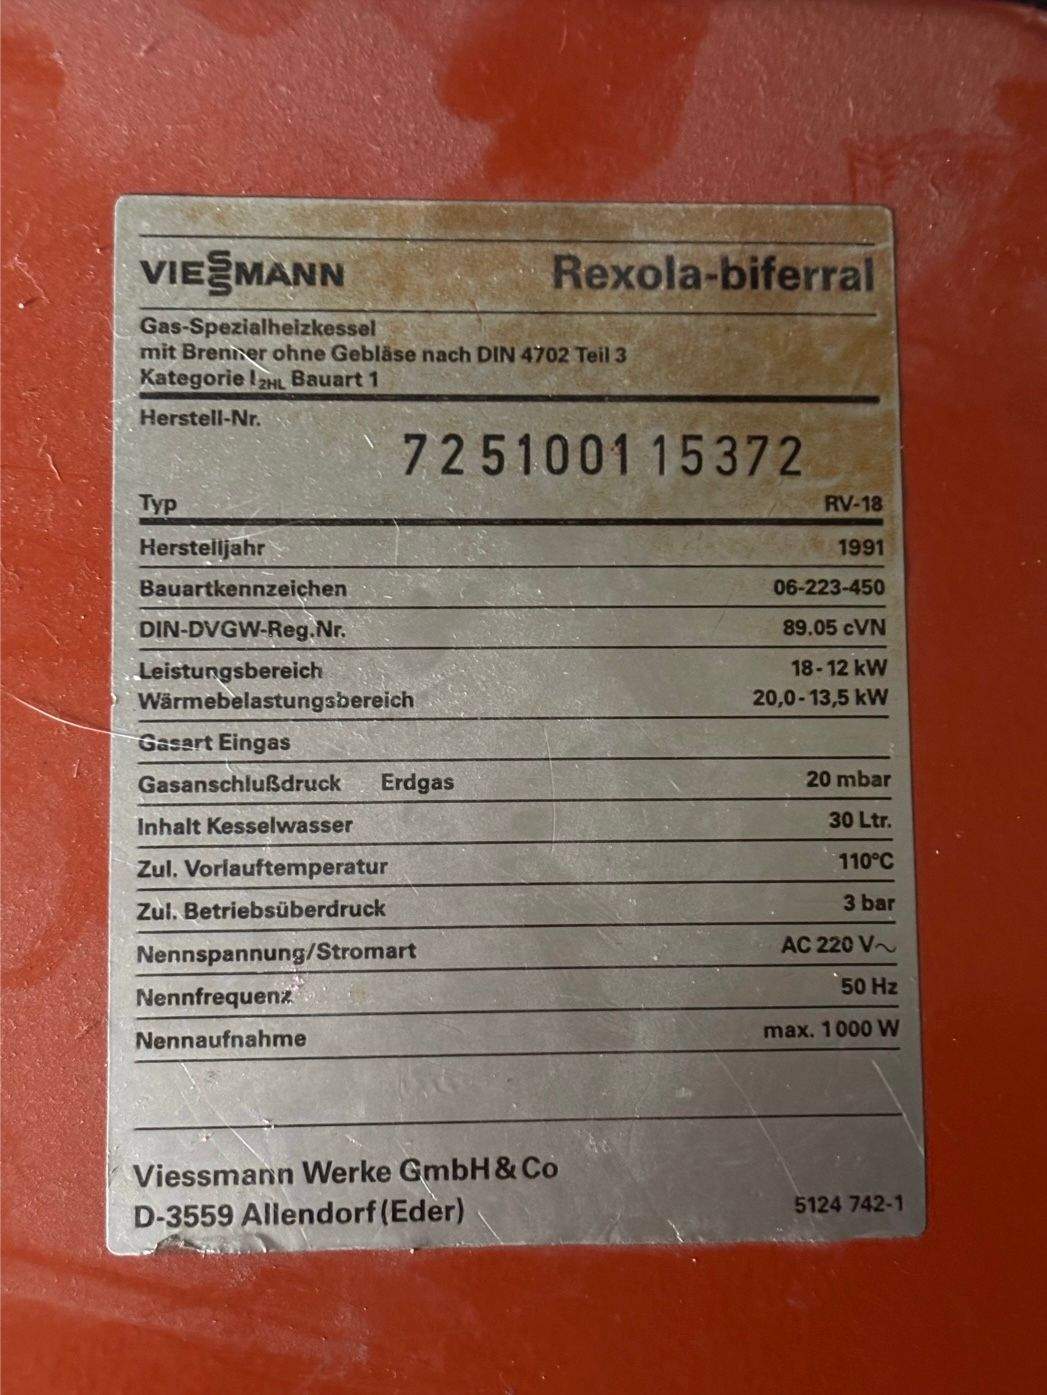 VIESSMANN Rexola-biferral
Gas-Spezialheizkessel
mit Brenner ohne Gebläse nach DIN 4702 Teil 3
Kategorie I2HL Bauart 1
Herstell-Nr.
7251001 15372
Typ RV-18
Herstelljahr 1991
Bauartkennzeichen 06-223-450
DIN-DVGW-Reg.Nr. 89.05 cVN
Leistungsbereich 18-12 kW
Wärmebelastungsbereich 20,0-13,5 kW
Gasart Eingas
Gasanschlußdruck Erdgas 20 mbar
Inhalt Kesselwasser 30 Ltr.
Zul. Vorlauftemperatur 110°C
Zul. Betriebsüberdruck 3 bar
Nennspannung/Stromart AC 220 V~
Nennfrequenz 50 Hz
Nennaufnahme max. 1000 W
Viessmann Werke GmbH & Co
D-3559 Allendorf (Eder) 5124 742-1